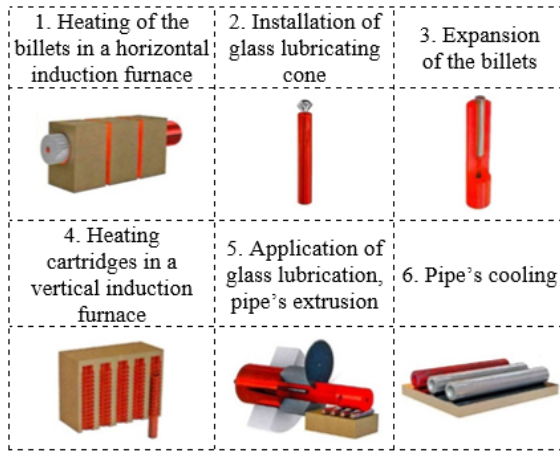 1. Heating of the
billets in a horizontal
induction furnace
2. Installation of
glass lubricating
cone
3. Expansion
of the billets
4. Heating
cartridges in a
vertical induction
furnace
5. Application of
glass lubrication,
pipe’s extrusion
6. Pipe’s cooling